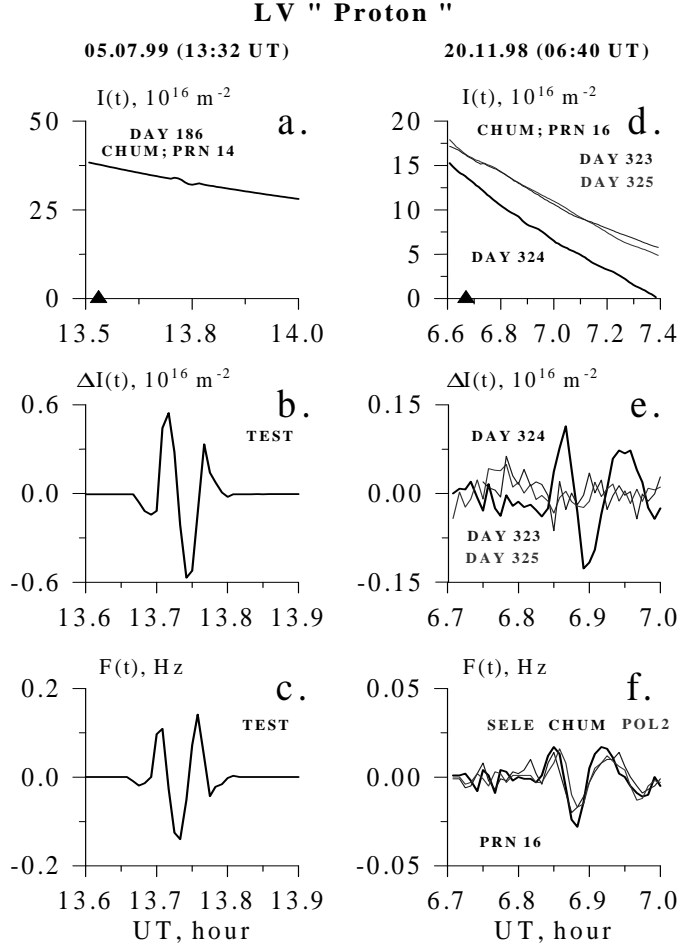 LV " Proton "
05.07.99 (13:32 UT)
20.11.98 (06:40 UT)
I(t), 10^16 m^-2
a.
DAY 186
CHUM; PRN 14
50
25
0
13.5 13.8 14.0
I(t), 10^16 m^-2
d.
CHUM; PRN 16
DAY 323
DAY 325
DAY 324
20
15
10
5
0
6.6 6.8 7.0 7.2 7.4
ΔI(t), 10^16 m^-2
b.
TEST
0.6
0.0
-0.6
13.6 13.7 13.8 13.9
ΔI(t), 10^16 m^-2
e.
DAY 324
DAY 323
DAY 325
0.15
0.00
-0.15
6.7 6.8 6.9 7.0
F(t), Hz
c.
TEST
0.2
0.0
-0.2
13.6 13.7 13.8 13.9
UT, hour
F(t), Hz
f.
SELE CHUM POL2
PRN 16
0.05
0.00
-0.05
6.7 6.8 6.9 7.0
UT, hour